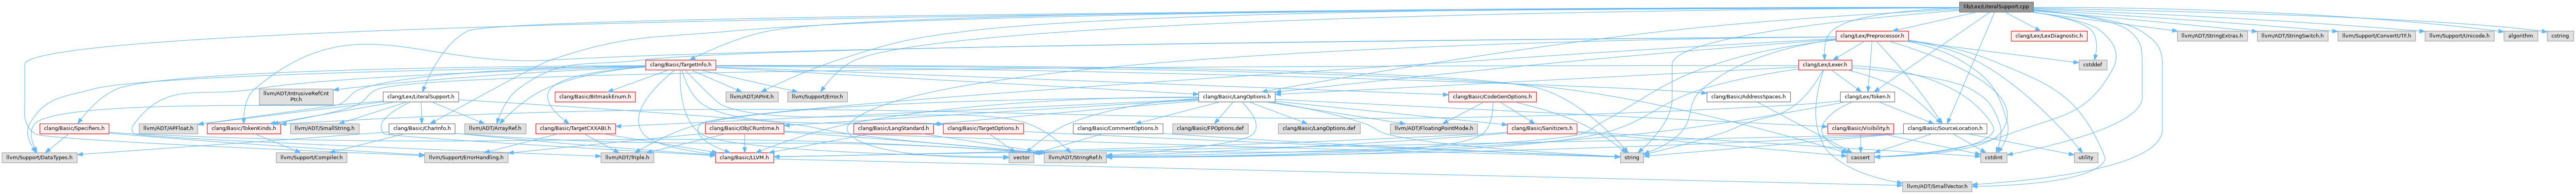 lib/Lex/LiteralSupport.cpp
clang/Lex/Preprocessor.h
clang/Lex/LexDiagnostic.h
llvm/ADT/StringExtras.h
llvm/ADT/StringSwitch.h
llvm/Support/ConvertUTF.h
llvm/Support/Unicode.h
algorithm
cstring
clang/Basic/TargetInfo.h
clang/Lex/Lexer.h
cstddef
llvm/ADT/IntrusiveRefCnt
Ptr.h
clang/Lex/LiteralSupport.h
clang/Basic/BitmaskEnum.h
llvm/ADT/APInt.h
llvm/Support/Error.h
clang/Basic/LangOptions.h
clang/Basic/CodeGenOptions.h
clang/Basic/AddressSpaces.h
clang/Lex/Token.h
clang/Basic/Specifiers.h
llvm/ADT/APFloat.h
clang/Basic/TokenKinds.h
llvm/ADT/SmallString.h
clang/Basic/CharInfo.h
llvm/ADT/ArrayRef.h
clang/Basic/TargetCXXABI.h
clang/Basic/ObjCRuntime.h
clang/Basic/LangStandard.h
clang/Basic/TargetOptions.h
clang/Basic/CommentOptions.h
clang/Basic/FPOptions.def
clang/Basic/LangOptions.def
llvm/ADT/FloatingPointMode.h
clang/Basic/Sanitizers.h
clang/Basic/Visibility.h
clang/Basic/SourceLocation.h
llvm/Support/DataTypes.h
llvm/Support/Compiler.h
llvm/Support/ErrorHandling.h
llvm/ADT/Triple.h
clang/Basic/LLVM.h
vector
llvm/ADT/StringRef.h
string
cassert
cstdint
utility
llvm/ADT/SmallVector.h